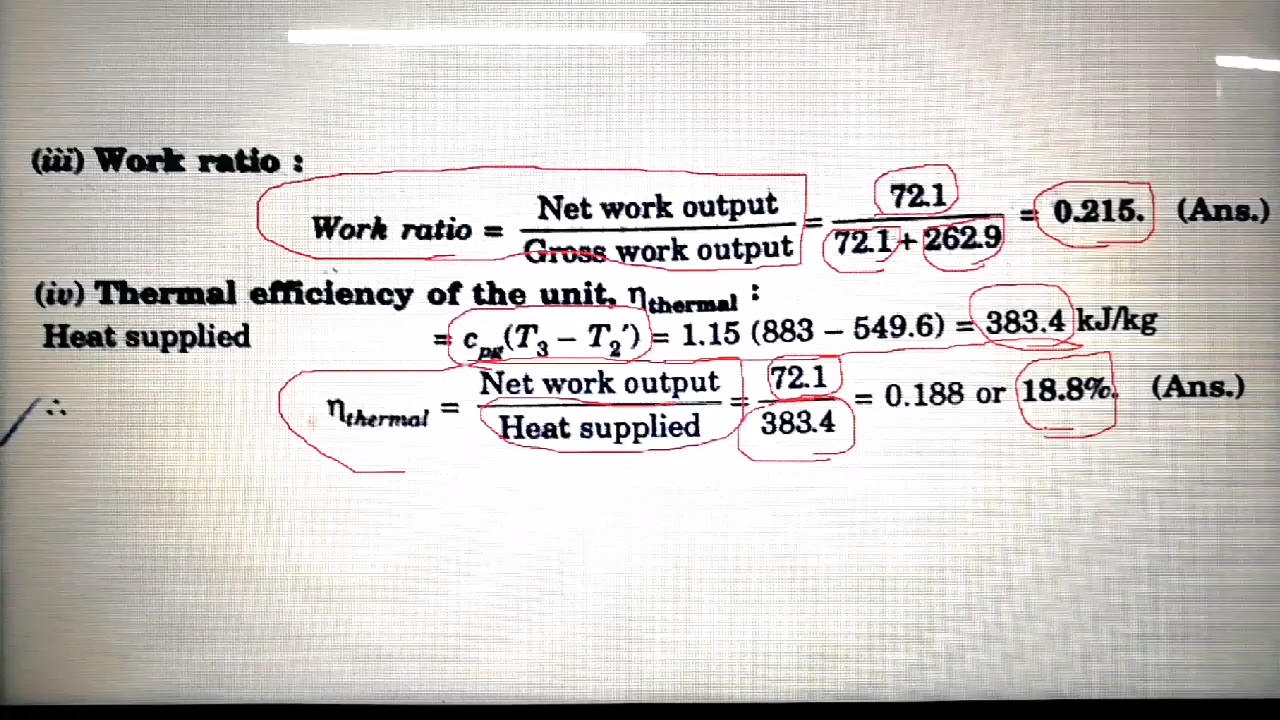 (iii) Work ratio :
Work ratio = Net work output / Gross work output = 72.1 / 72.1 + 262.9 = 0.215. (Ans.)
(iv) Thermal efficiency of the unit, ηthermal :
Heat supplied = cpg(T3 – T2′) = 1.15 (883 – 549.6) = 383.4 kJ/kg
∴ ηthermal = Net work output / Heat supplied = 72.1 / 383.4 = 0.188 or 18.8%. (Ans.)